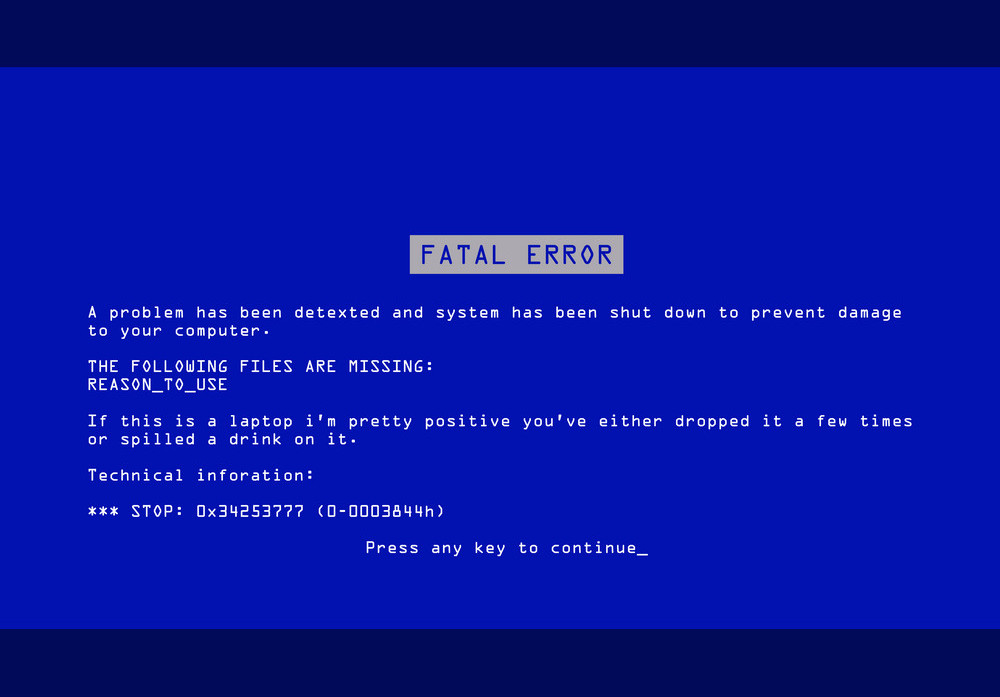 FATAL ERROR
A problem has been detexted and system has been shut down to prevent damage
to your computer.
THE FOLLOWING FILES ARE MISSING:
REASON_TO_USE
If this is a laptop i'm pretty positive you've either dropped it a few times
or spilled a drink on it.
Technical inforation:
*** STOP: 0x34253777 (0-0003844h)
Press any key to continue_